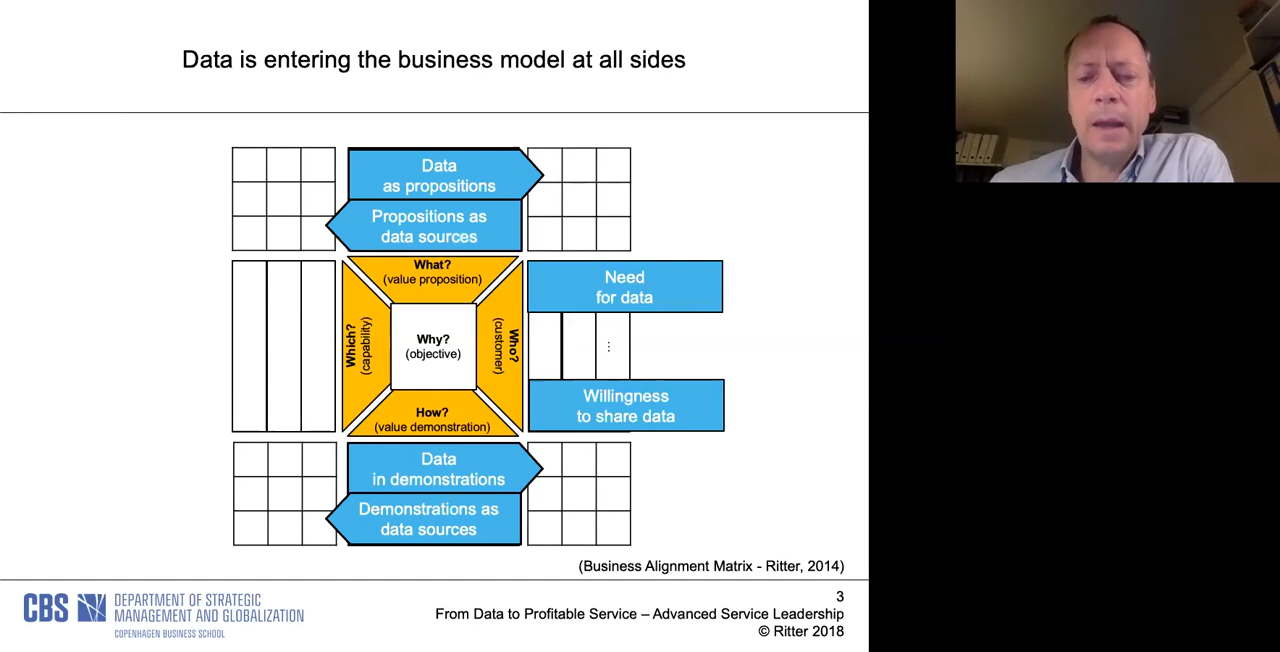 Data is entering the business model at all sides
Data
as propositions
Propositions as
data sources
What?
(value proposition)
Need
for data
Which?
(capability)
Why?
(objective)
Who?
(customer)
...
Willingness
to share data
How?
(value demonstration)
Data
in demonstrations
Demonstrations as
data sources
(Business Alignment Matrix - Ritter, 2014)
CBS
DEPARTMENT OF STRATEGIC
MANAGEMENT AND GLOBALIZATION
COPENHAGEN BUSINESS SCHOOL
3
From Data to Profitable Service – Advanced Service Leadership
© Ritter 2018